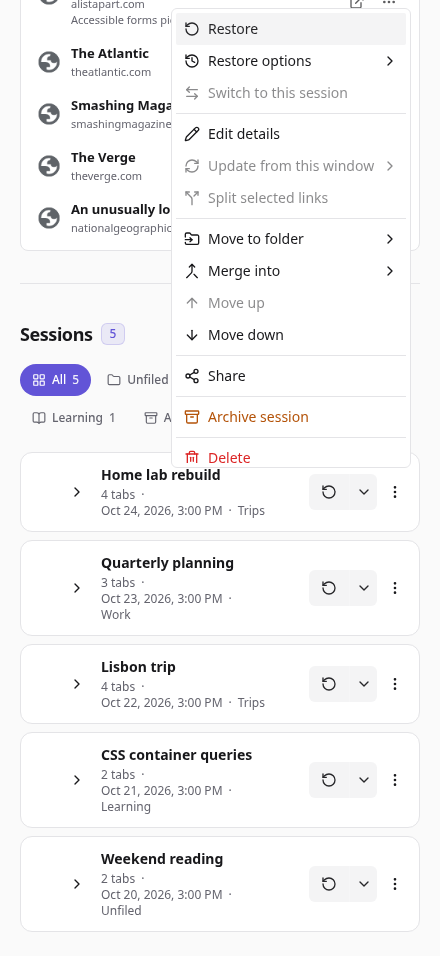 alistapart.com
Accessible forms
The Atlantic
theatlantic.com
Smashing
smashingmagazine
The Verge
theverge.com
An unusually
Restore
Restore options
Switch to this session
Edit details
Update from this window
Split selected links
Move to folder
Merge into
Move up
Move down
Share
Archive session
Delete
Sessions 5
All 5 Unfiled
Learning 1
Home lab rebuild
4 tabs ·
Oct 24, 2026, 3:00 PM · Trips
Quarterly planning
3 tabs ·
Oct 23, 2026, 3:00 PM ·
Work
Lisbon trip
4 tabs ·
Oct 22, 2026, 3:00 PM · Trips
CSS container queries
2 tabs ·
Oct 21, 2026, 3:00 PM ·
Learning
Weekend reading
2 tabs ·
Oct 20, 2026, 3:00 PM ·
Unfiled